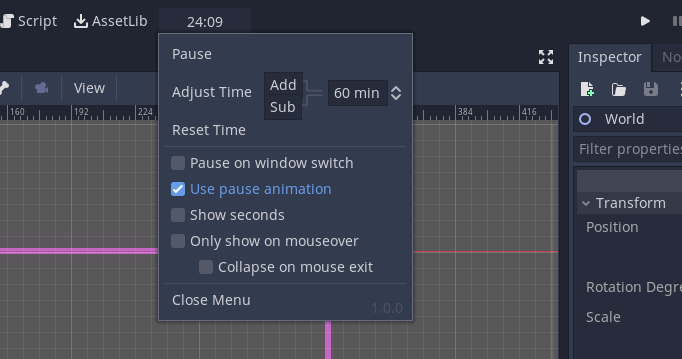 Script AssetLib 24:09
Pause
Adjust Time Add Sub 60 min
Reset Time
Pause on window switch
Use pause animation
Show seconds
Only show on mouseover
Collapse on mouse exit
Close Menu 1.0.0
View
160 192 224 384 416
Inspector No
World
Filter propertie
Transform
Position
Rotation Degre
Scale